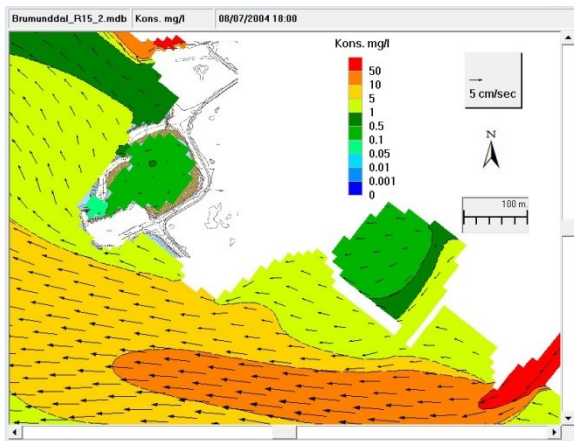 Brumunddal_R15_2.mdb Kons. mg/l 08/07/2004 18:00
Kons. mg/l
50
10
5
1
0.5
0.1
0.05
0.01
0.001
0
5 cm/sec
N
100 m.